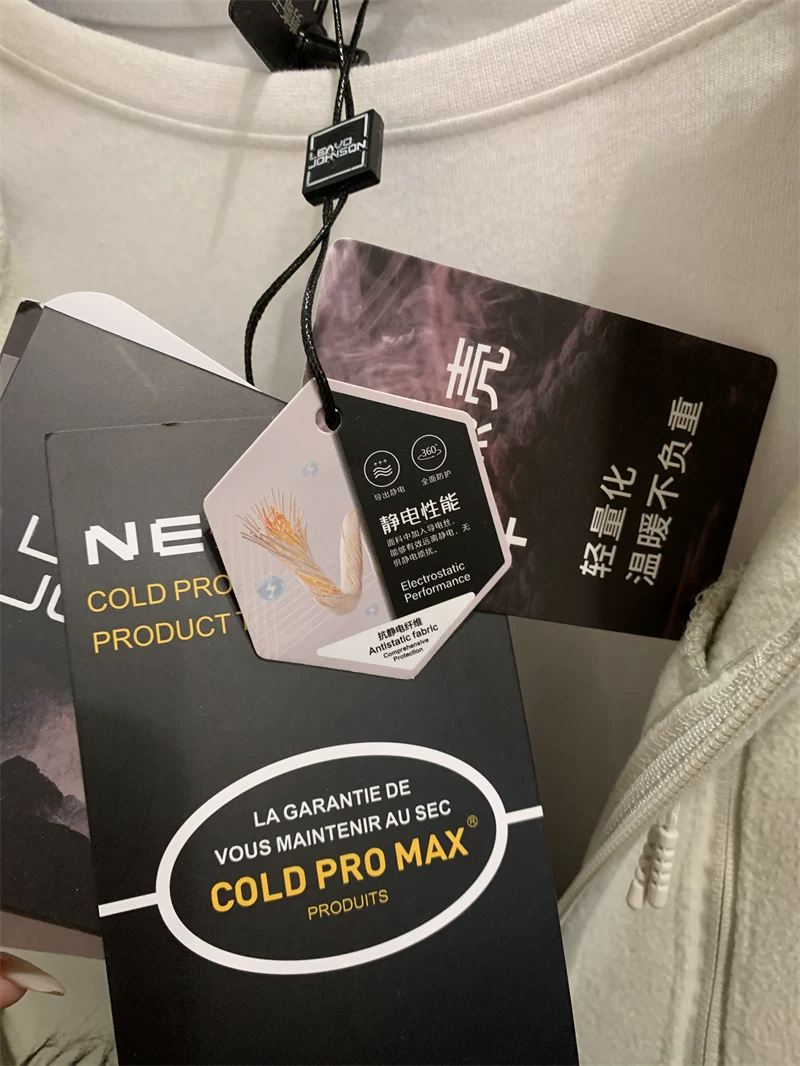 LEAVO
JOHNSON
壳
轻量化
温暖不负重
360°
导出静电
全面防护
静电性能
面料中加入导电丝，
能够有效远离静电，无
惧静电烦扰。
Electrostatic
Performance
抗静电纤维
Antistatic fabric
Comprehensive
Protection
NE
COLD PRO
PRODUCT
LA GARANTIE DE
VOUS MAINTENIR AU SEC
COLD PRO MAX®
PRODUITS